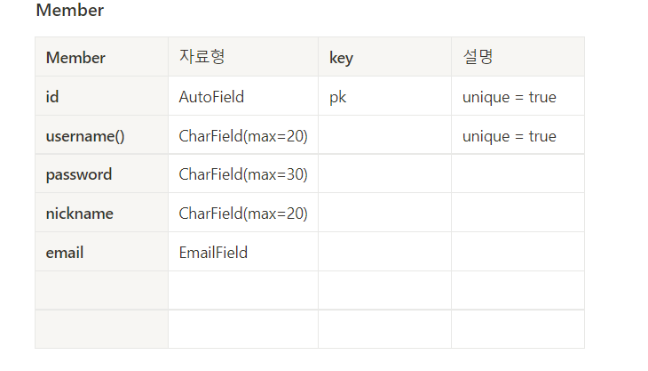 Member
Member 자료형 key 설명
id AutoField pk unique = true
username() CharField(max=20) unique = true
password CharField(max=30)
nickname CharField(max=20)
email EmailField